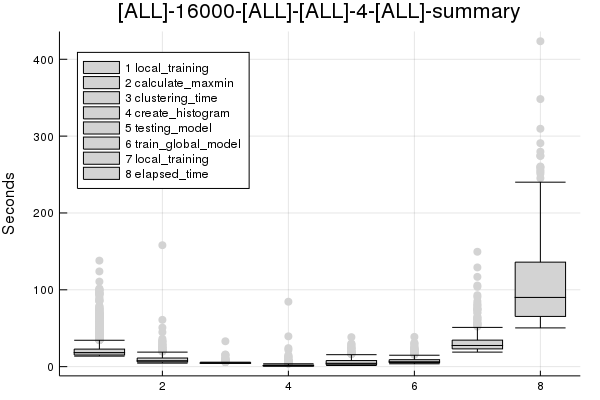 [ALL]-16000-[ALL]-[ALL]-4-[ALL]-summary
400
300
200
100
0
Seconds
1 local_training
2 calculate_maxmin
3 clustering_time
4 create_histogram
5 testing_model
6 train_global_model
7 local_training
8 elapsed_time
2 4 6 8